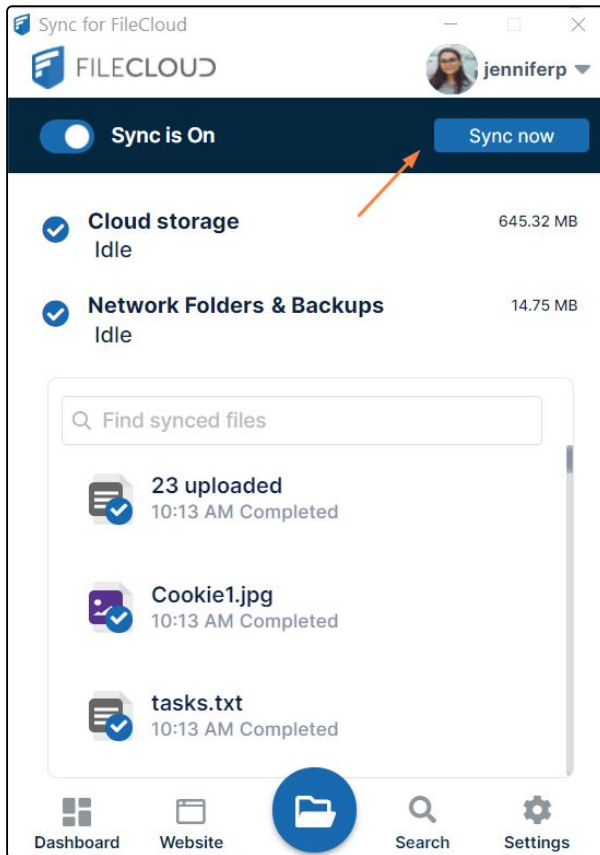 Sync for FileCloud
FILECLOUD
jenniferp
Sync is On
Sync now
Cloud storage
645.32 MB
Idle
Network Folders & Backups
14.75 MB
Idle
Find synced files
23 uploaded
10:13 AM Completed
Cookie1.jpg
10:13 AM Completed
tasks.txt
10:13 AM Completed
Dashboard
Website
Search
Settings